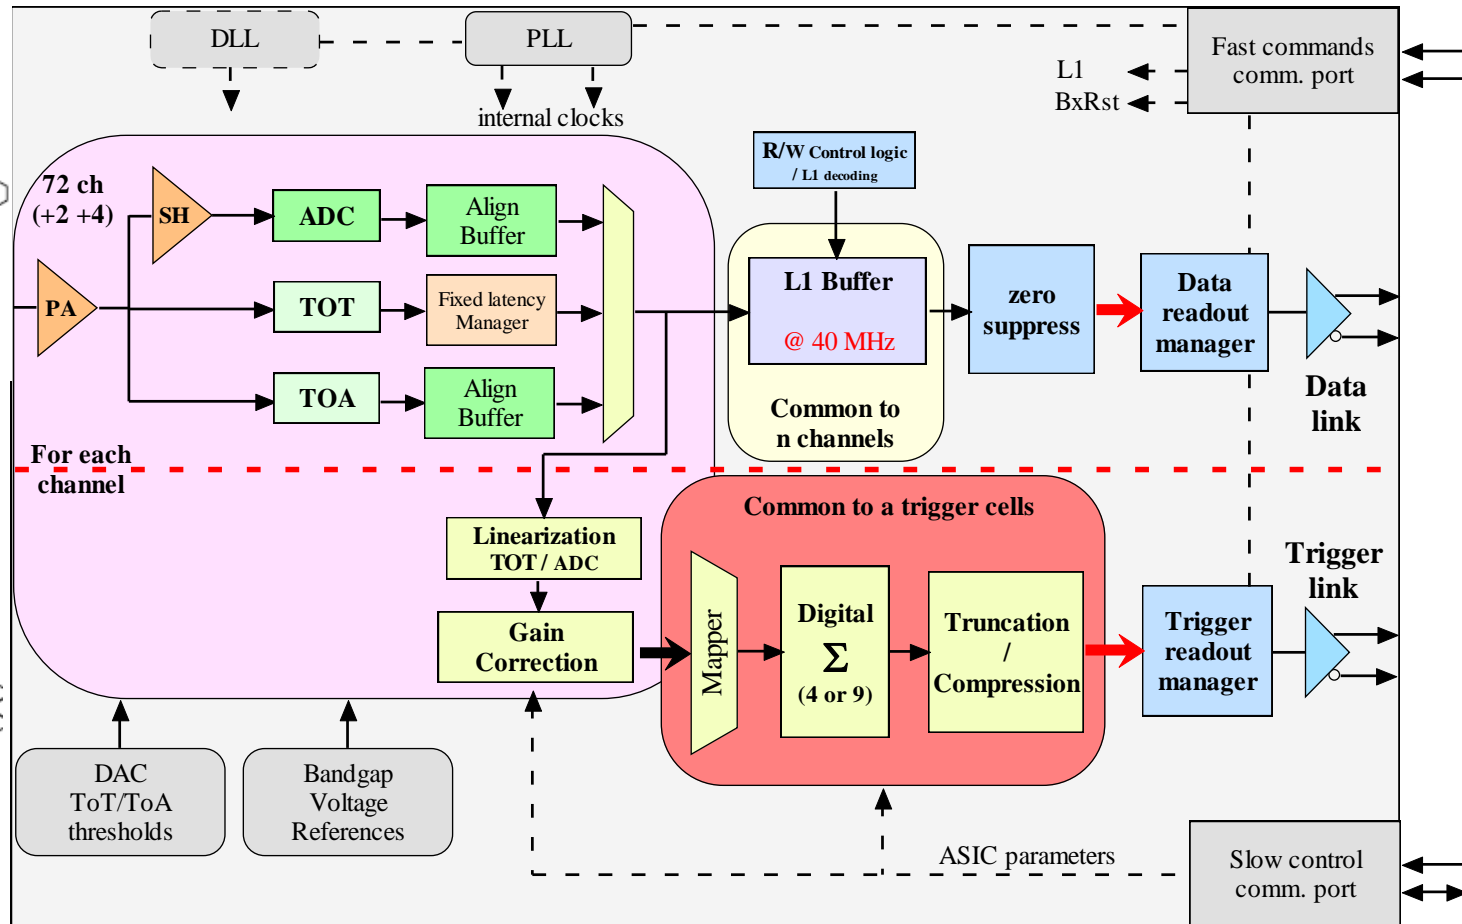 DLL
PLL
Fast commands
comm. port
L1
BxRst
internal clocks
R/W Control logic
/ L1 decoding
72 ch
(+2 +4)
SH
ADC
Align
Buffer
PA
TOT
Fixed latency
Manager
TOA
Align
Buffer
L1 Buffer
@ 40 MHz
Common to
n channels
zero
suppress
Data
readout
manager
Data
link
For each
channel
Linearization
TOT / ADC
Gain
Correction
Common to a trigger cells
Mapper
Digital
Σ
(4 or 9)
Truncation
/
Compression
Trigger
readout
manager
Trigger
link
DAC
ToT/ToA
thresholds
Bandgap
Voltage
References
ASIC parameters
Slow control
comm. port